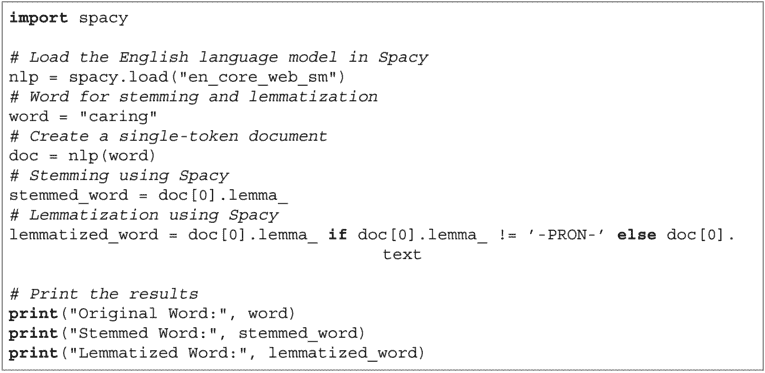 import spacy
# Load the English language model in Spacy
nlp = spacy.load("en_core_web_sm")
# Word for stemming and lemmatization
word = "caring"
# Create a single-token document
doc = nlp(word)
# Stemming using Spacy
stemmed_word = doc[0].lemma_
# Lemmatization using Spacy
lemmatized_word = doc[0].lemma_ if doc[0].lemma_ != ’-PRON-’ else doc[0].
text
# Print the results
print("Original Word:", word)
print("Stemmed Word:", stemmed_word)
print("Lemmatized Word:", lemmatized_word)